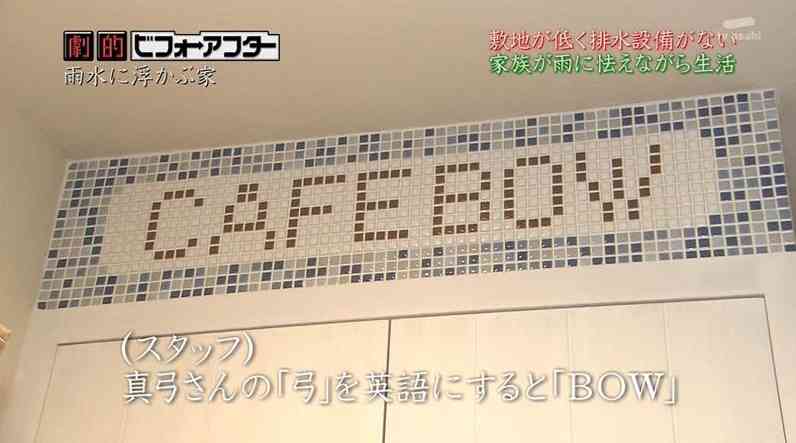 劇的ビフォーアフター
雨水に浮かぶ家
敷地が低く排水設備がない
家族が雨に怯えながら生活
tv asahi
CAFE BOW
(スタッフ)
真弓さんの「弓」を英語にすると「BOW」